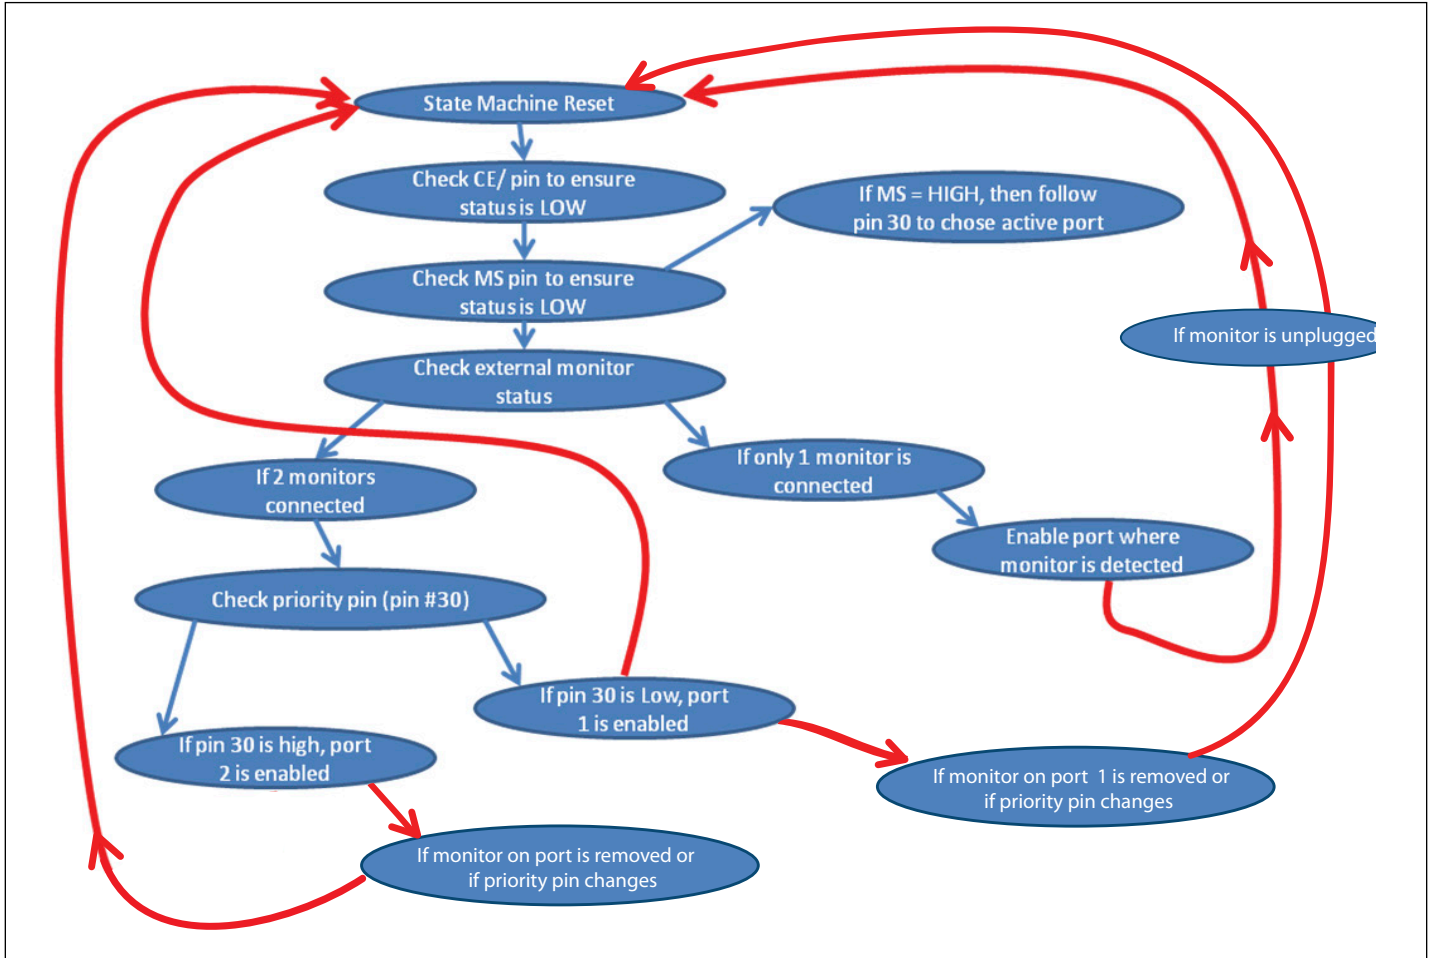 State Machine Reset
Check CE/ pin to ensure
status is LOW
If MS = HIGH, then follow
pin 30 to chose active port
Check MS pin to ensure
status is LOW
If monitor is unplugged
Check external monitor
status
If only 1 monitor is
connected
If 2 monitors
connected
Enable port where
monitor is detected
Check priority pin (pin #30)
If pin 30 is Low, port
1 is enabled
If pin 30 is high, port
2 is enabled
If monitor on port 1 is removed or
if priority pin changes
If monitor on port is removed or
if priority pin changes